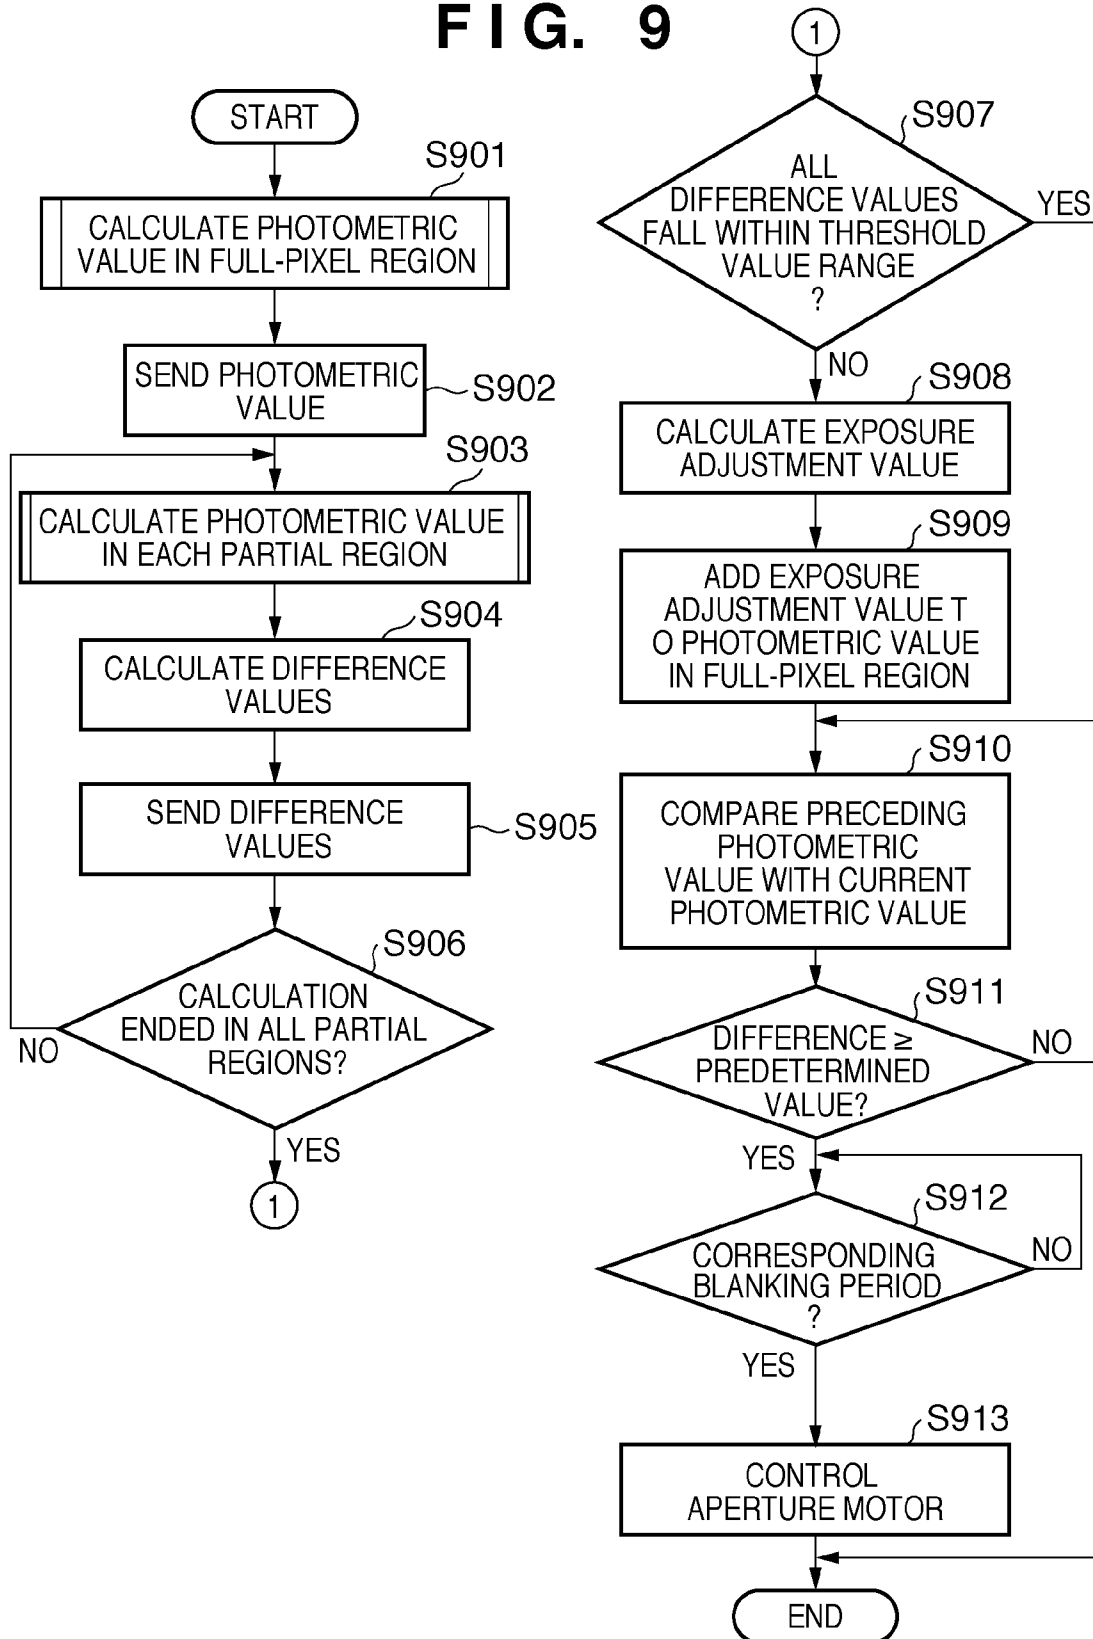 FIG. 9
START
S901
CALCULATE PHOTOMETRIC
VALUE IN FULL-PIXEL REGION
SEND PHOTOMETRIC
VALUE
S902
S903
CALCULATE PHOTOMETRIC VALUE
IN EACH PARTIAL REGION
S904
CALCULATE DIFFERENCE
VALUES
SEND DIFFERENCE
VALUES
S905
S906
CALCULATION
ENDED IN ALL PARTIAL
REGIONS?
NO
YES
1
1
S907
ALL
DIFFERENCE VALUES
FALL WITHIN THRESHOLD
VALUE RANGE
?
YES
NO
S908
CALCULATE EXPOSURE
ADJUSTMENT VALUE
S909
ADD EXPOSURE
ADJUSTMENT VALUE T
O PHOTOMETRIC VALUE
IN FULL-PIXEL REGION
S910
COMPARE PRECEDING
PHOTOMETRIC
VALUE WITH CURRENT
PHOTOMETRIC VALUE
S911
DIFFERENCE ≥
PREDETERMINED
VALUE?
NO
YES
S912
CORRESPONDING
BLANKING PERIOD
?
NO
YES
S913
CONTROL
APERTURE MOTOR
END